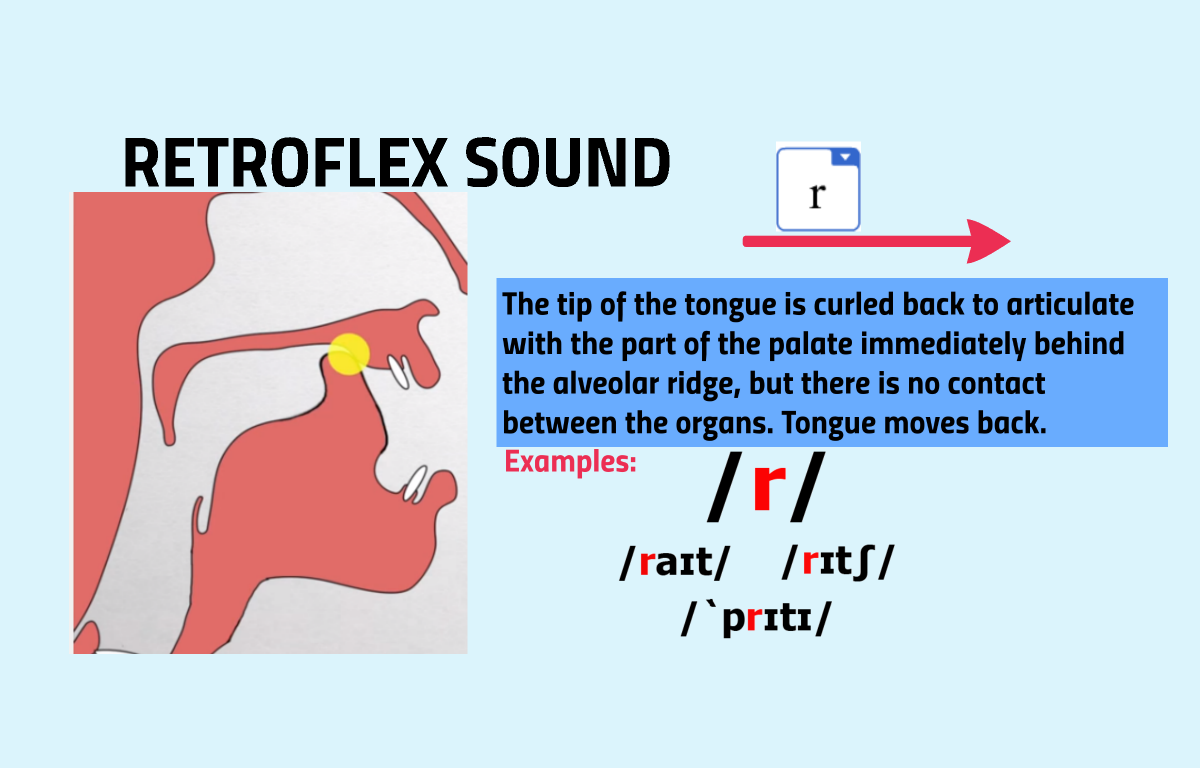 RETROFLEX SOUND
r
The tip of the tongue is curled back to articulate
with the part of the palate immediately behind
the alveolar ridge, but there is no contact
between the organs. Tongue moves back.
Examples:
/r/
/raɪt/ /rɪtʃ/
/`prɪtɪ/